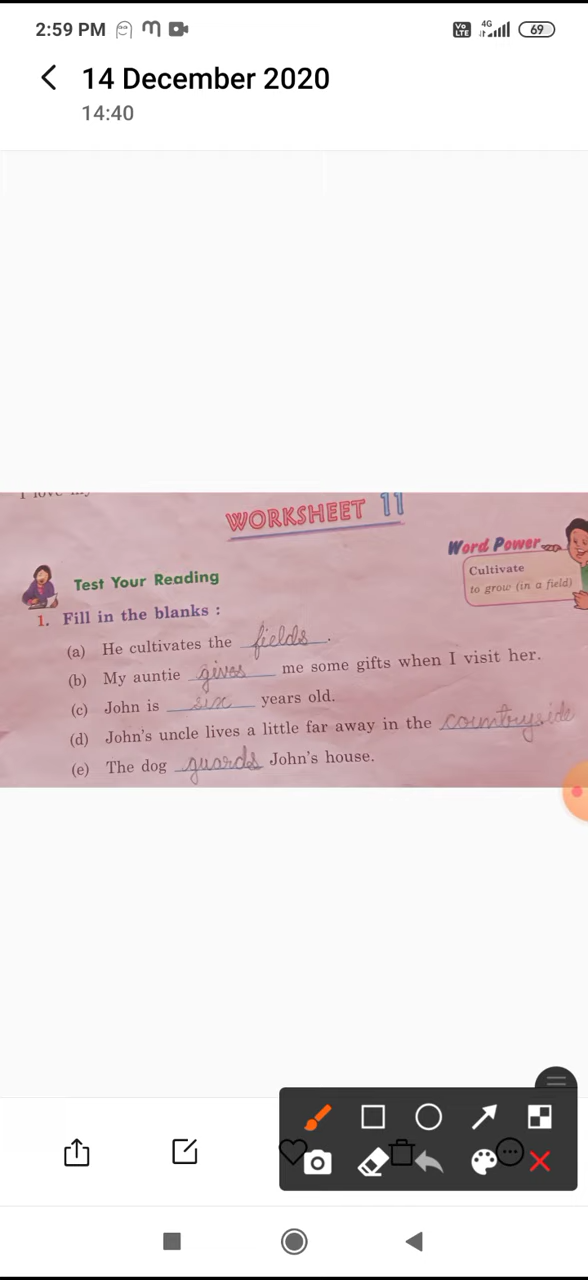 2:59 PM
Vo LTE 4G 69
14 December 2020
14:40
WORKSHEET 11
Word Power
Cultivate
to grow (in a field)
Test Your Reading
1. Fill in the blanks :
(a) He cultivates the fields.
(b) My auntie gives me some gifts when I visit her.
(c) John is six years old.
(d) John's uncle lives a little far away in the countryside
(e) The dog guards John's house.